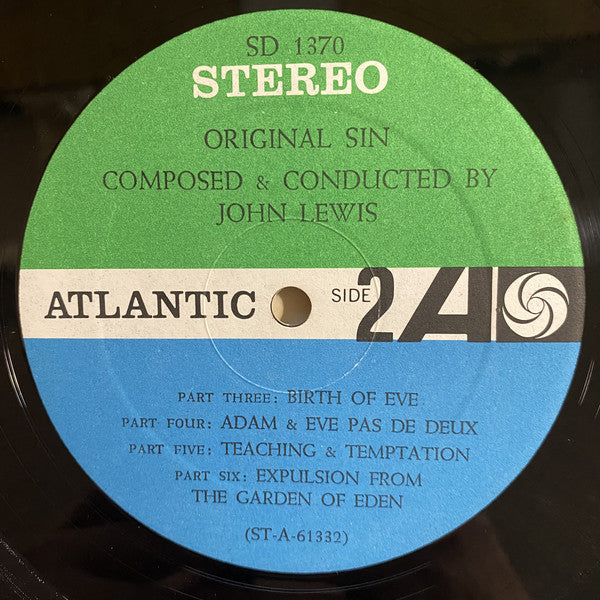 SD 1370
STEREO
ORIGINAL SIN
COMPOSED & CONDUCTED BY
JOHN LEWIS
ATLANTIC SIDE 2 A
PART THREE: BIRTH OF EVE
PART FOUR: ADAM & EVE PAS DE DEUX
PART FIVE: TEACHING & TEMPTATION
PART SIX: EXPULSION FROM
THE GARDEN OF EDEN
(ST-A-61332)